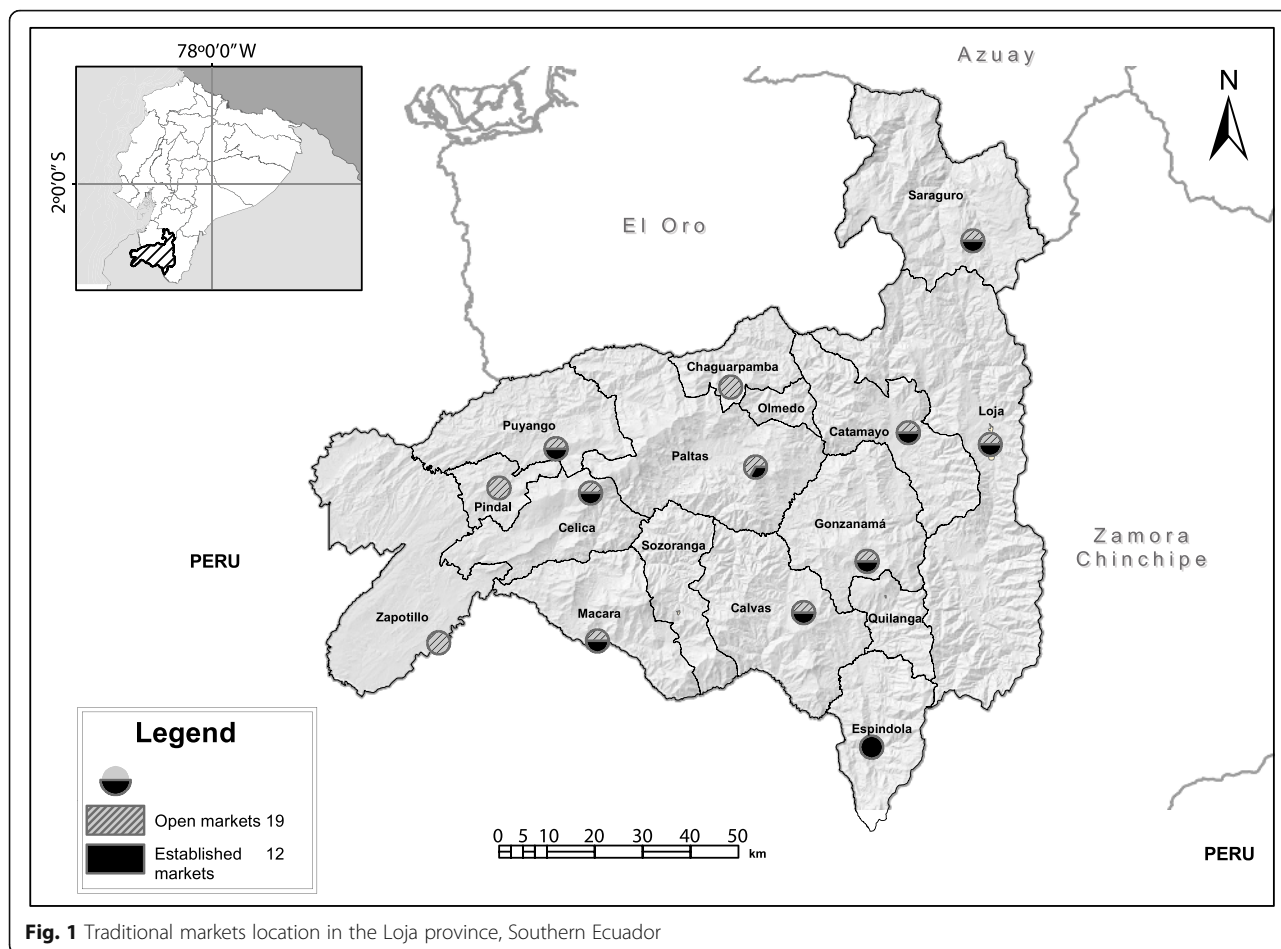 78º0'0"W
2º0'0"S
Azuay
N
Saraguro
El Oro
Chaguarpamba
Olmedo
Loja
Puyango
Catamayo
Paltas
Pindal
Celica
Gonzanamá
Sozoranga
Zamora
Chinchipe
PERU
Zapotillo
Macara
Calvas
Quilanga
Espindola
Legend
Open markets 19
Established 12
markets
0 5 10 20 30 40 50
km
PERU
Fig. 1 Traditional markets location in the Loja province, Southern Ecuador